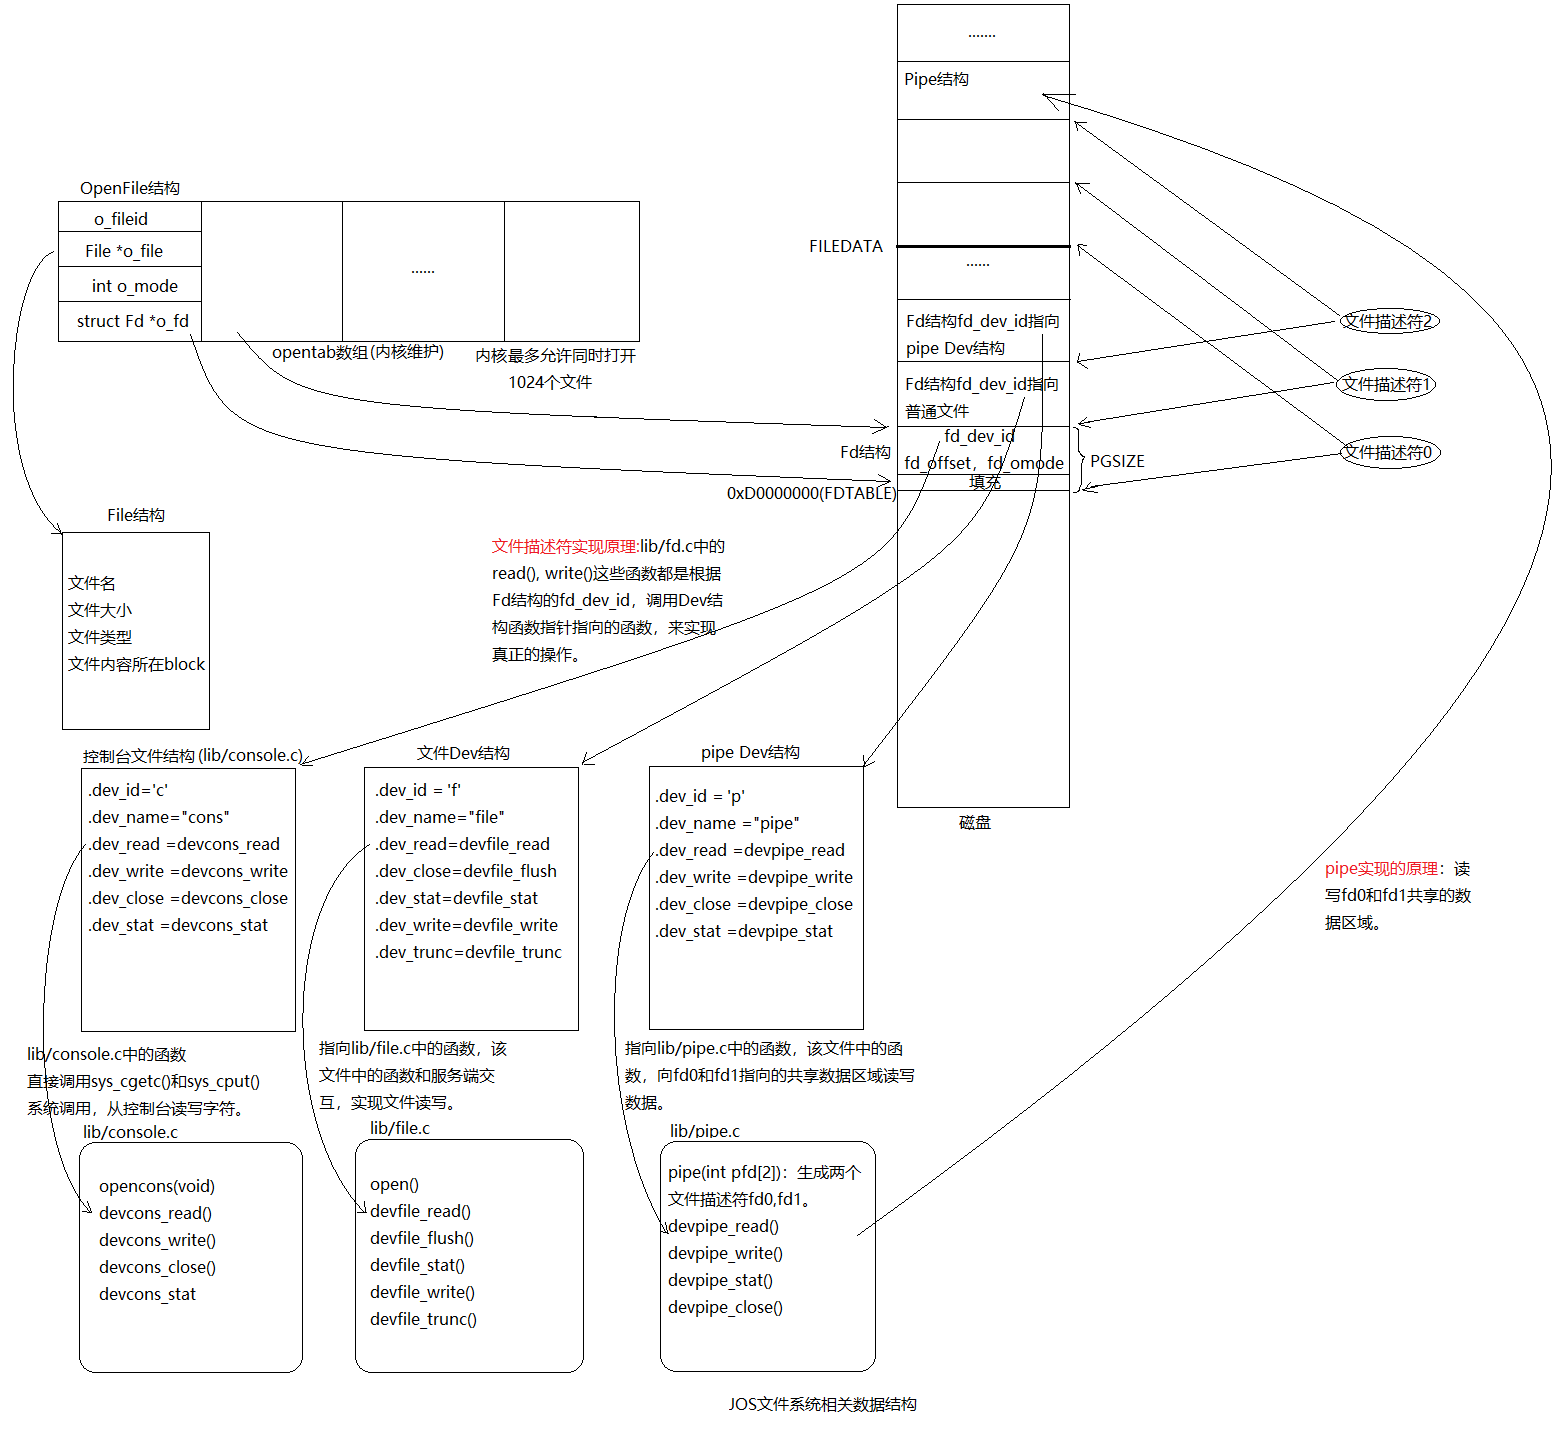 .......
Pipe结构
OpenFile结构
o_fileid
File *o_file
int o_mode
struct Fd *o_fd
......
opentab数组(内核维护)
内核最多允许同时打开
1024个文件
FILEDATA
......
Fd结构fd_dev_id指向
pipe Dev结构
Fd结构fd_dev_id指向
普通文件
fd_dev_id
fd_offset，fd_omode
填充
Fd结构
0xD0000000(FDTABLE)
PGSIZE
文件描述符2
文件描述符1
文件描述符0
磁盘
File结构
文件名
文件大小
文件类型
文件内容所在block
文件描述符实现原理:lib/fd.c中的
read(), write()这些函数都是根据
Fd结构的fd_dev_id，调用Dev结
构函数指针指向的函数，来实现
真正的操作。
控制台文件结构(lib/console.c)
.dev_id='c'
.dev_name="cons"
.dev_read =devcons_read
.dev_write =devcons_write
.dev_close =devcons_close
.dev_stat =devcons_stat
文件Dev结构
.dev_id = 'f'
.dev_name="file"
.dev_read=devfile_read
.dev_close=devfile_flush
.dev_stat=devfile_stat
.dev_write=devfile_write
.dev_trunc=devfile_trunc
pipe Dev结构
.dev_id = 'p'
.dev_name ="pipe"
.dev_read =devpipe_read
.dev_write =devpipe_write
.dev_close =devpipe_close
.dev_stat =devpipe_stat
pipe实现的原理：读
写fd0和fd1共享的数
据区域。
lib/console.c中的函数
直接调用sys_cgetc()和sys_cput()
系统调用，从控制台读写字符。
lib/console.c
opencons(void)
devcons_read()
devcons_write()
devcons_close()
devcons_stat
指向lib/file.c中的函数，该
文件中的函数和服务端交
互，实现文件读写。
lib/file.c
open()
devfile_read()
devfile_flush()
devfile_stat()
devfile_write()
devfile_trunc()
指向lib/pipe.c中的函数，该文件中的函
数，向fd0和fd1指向的共享数据区域读写
数据。
lib/pipe.c
pipe(int pfd[2])：生成两个
文件描述符fd0,fd1。
devpipe_read()
devpipe_write()
devpipe_stat()
devpipe_close()
JOS文件系统相关数据结构